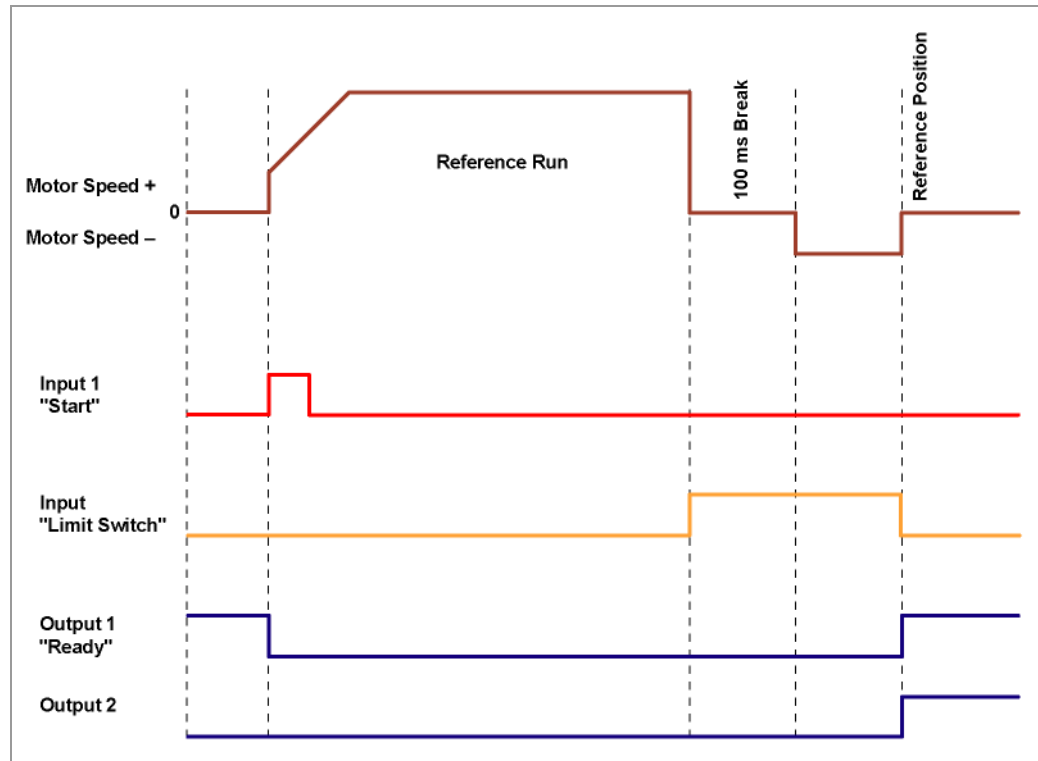 100 ms Break
Reference Position
Reference Run
Motor Speed +
0
Motor Speed –
Input 1
"Start"
Input
"Limit Switch"
Output 1
"Ready"
Output 2